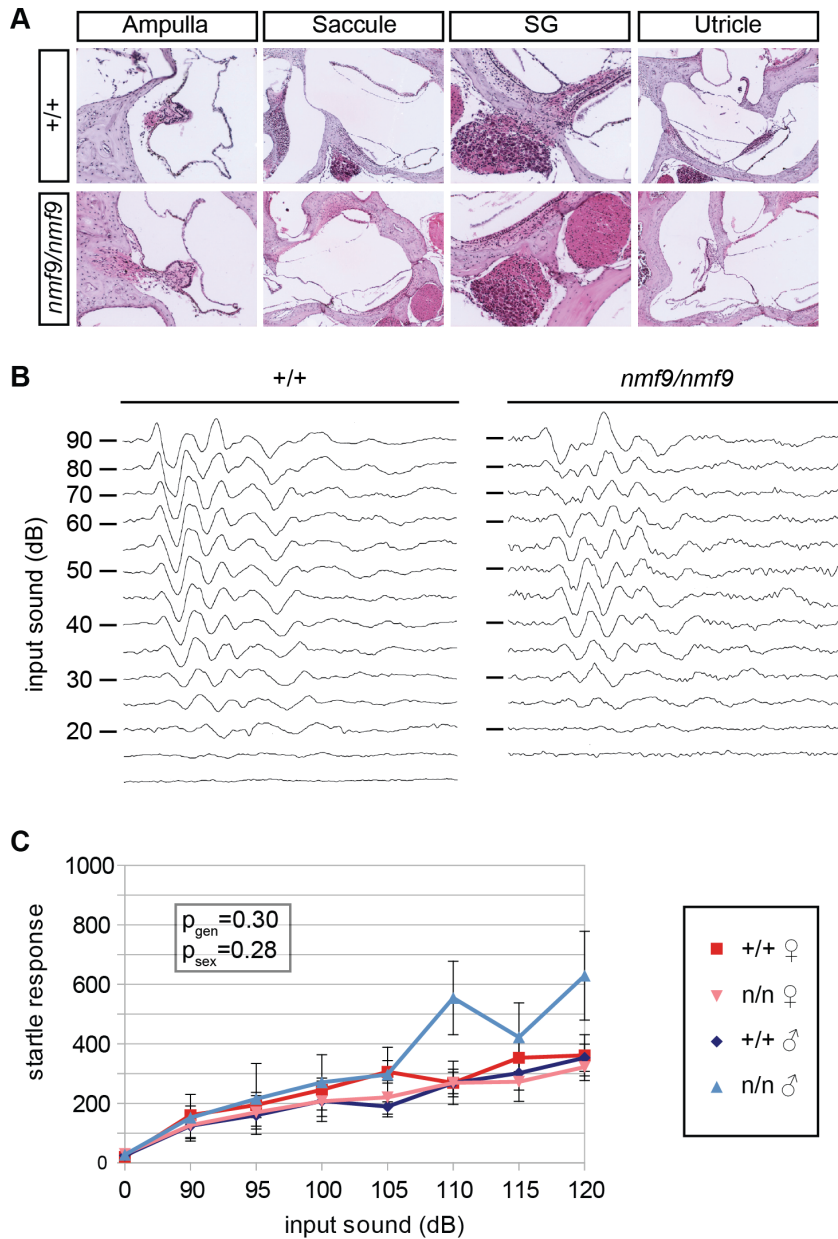 A
Ampulla Saccule SG Utricle
+/+
nmf9/nmf9
B
+/+ nmf9/nmf9
90
80
70
60
50
40
30
20
input sound (dB)
C
1000
800
600
400
200
0
startle response
p_gen=0.30
p_sex=0.28
0 90 95 100 105 110 115 120
input sound (dB)
+/+ ♀
n/n ♀
+/+ ♂
n/n ♂